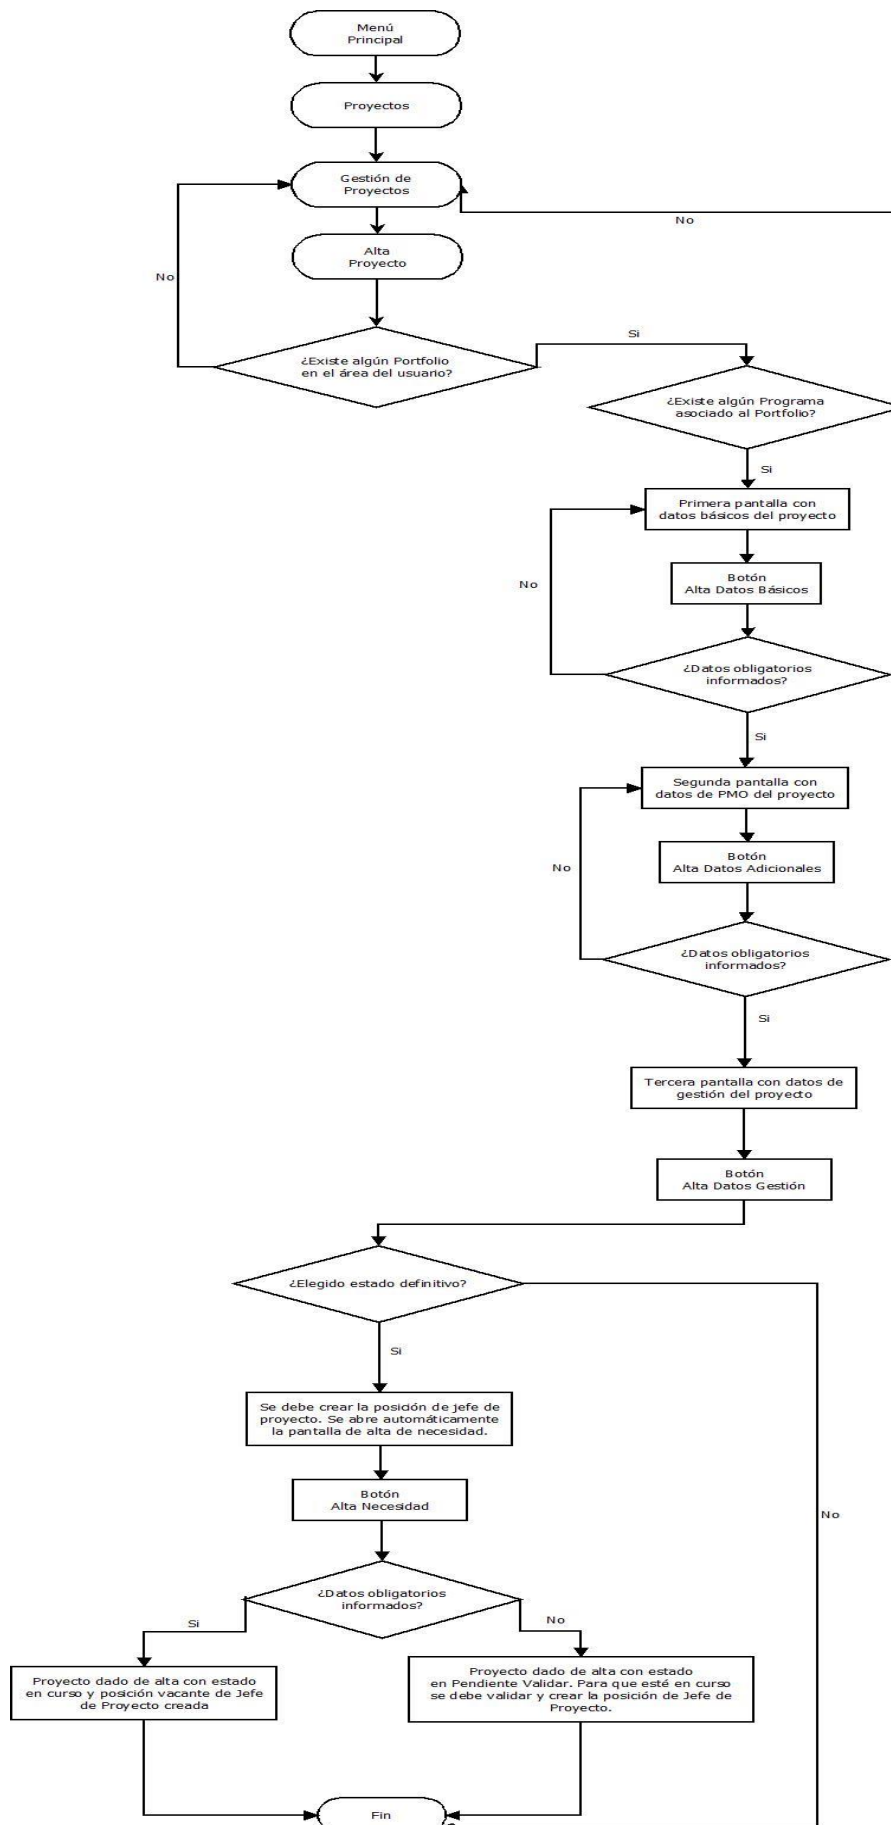 Menú
Principal
Proyectos
Gestión de
Proyectos
No
Alta
Proyecto
No
Si
¿Existe algún Portfolio
en el área del usuario?
¿Existe algún Programa
asociado al Portfolio?
Si
Primera pantalla con
datos básicos del proyecto
No
Botón
Alta Datos Básicos
¿Datos obligatorios
informados?
Si
Segunda pantalla con
datos de PMO del proyecto
No
Botón
Alta Datos Adicionales
¿Datos obligatorios
informados?
Si
Tercera pantalla con datos de
gestión del proyecto
Botón
Alta Datos Gestión
¿Elegido estado definitivo?
Si
Se debe crear la posición de jefe de
proyecto. Se abre automáticamente
la pantalla de alta de necesidad.
Botón
Alta Necesidad
No
¿Datos obligatorios
informados?
Si
No
Proyecto dado de alta con estado
en curso y posición vacante de Jefe
de Proyecto creada
Proyecto dado de alta con estado
en Pendiente Validar. Para que esté en curso
se debe validar y crear la posición de Jefe de
Proyecto.
Fin